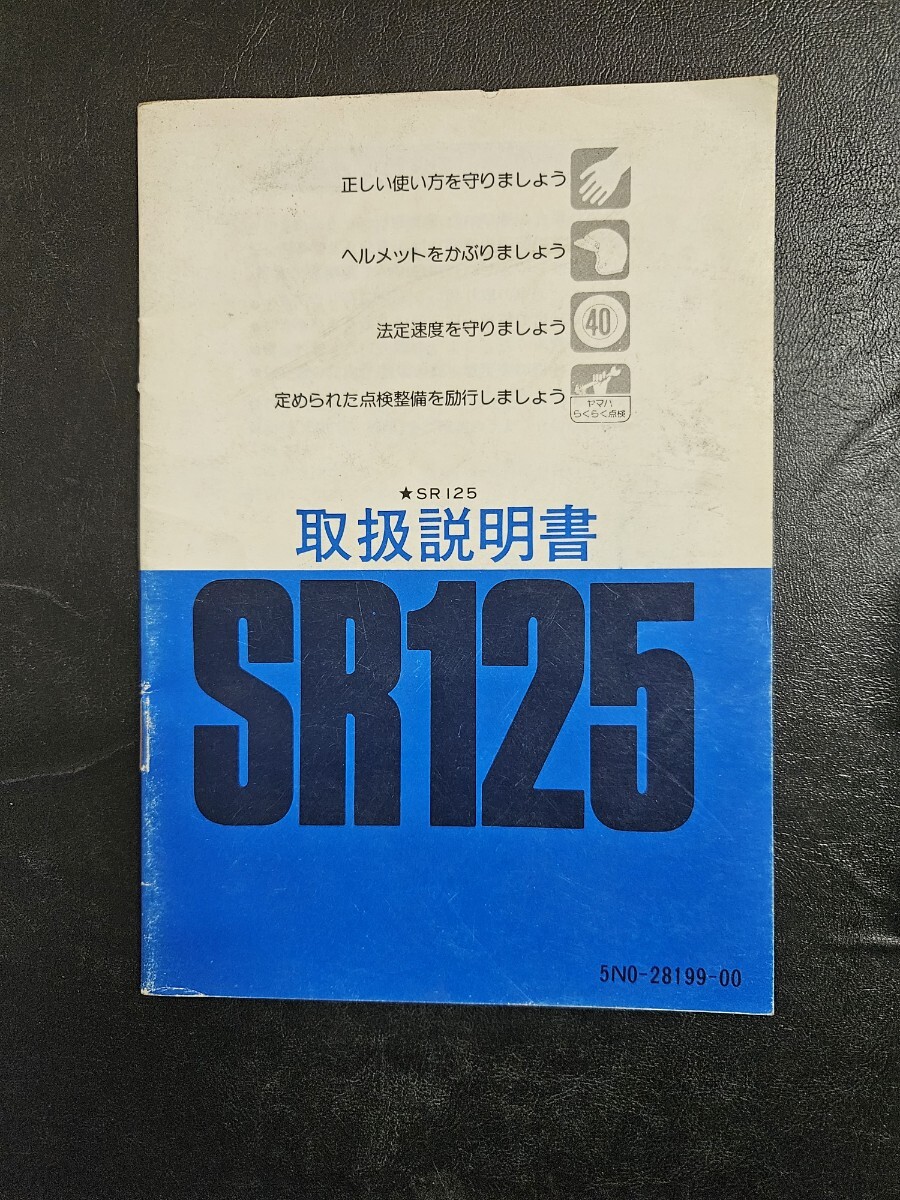 正しい使い方を守りましょう
ヘルメットをかぶりましょう
40
法定速度を守りましょう
定められた点検整備を励行しましょう
ヤマハ
らくらく点検
★SR125
取扱説明書
SR125
5N0-28199-00